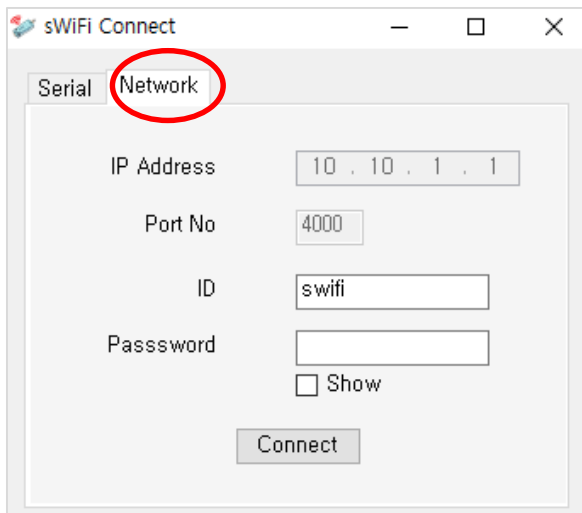 sWiFi Connect
Serial Network
IP Address 10 . 10 . 1 . 1
Port No 4000
ID swifi
Passsword
Show
Connect